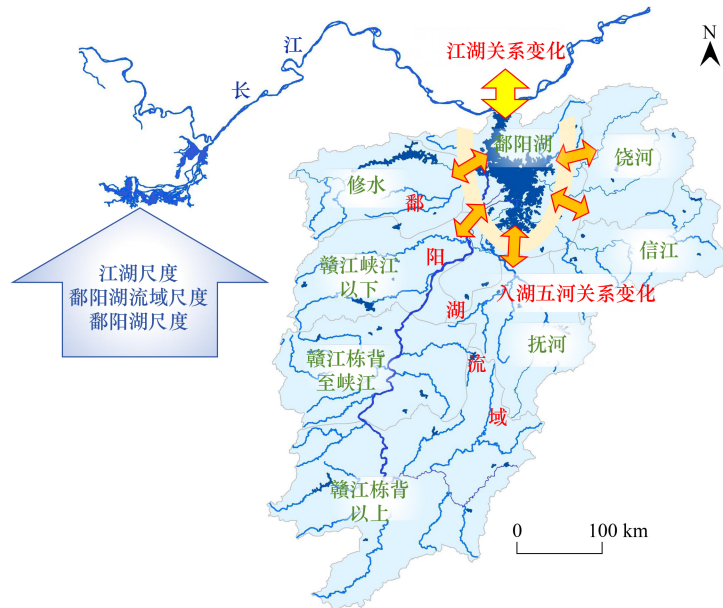 N
江湖关系变化
长 江
鄱阳湖
饶河
修水
鄱
阳
湖
流
域
信江
赣江峡江
以下
入湖五河关系变化
江湖尺度
鄱阳湖流域尺度
鄱阳湖尺度
抚河
赣江栋背
至峡江
赣江栋背
以上
0 100 km